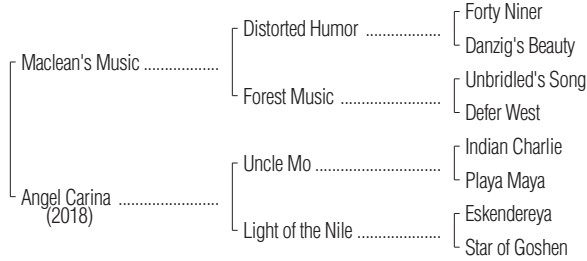 Forty Niner
Distorted Humor ..................
Danzig's Beauty
Maclean's Music .................
Unbridled's Song
Forest Music .......................
Defer West
Indian Charlie
Uncle Mo ............................
Playa Maya
Angel Carina .......................
(2018)
Eskendereya
Light of the Nile ...................
Star of Goshen